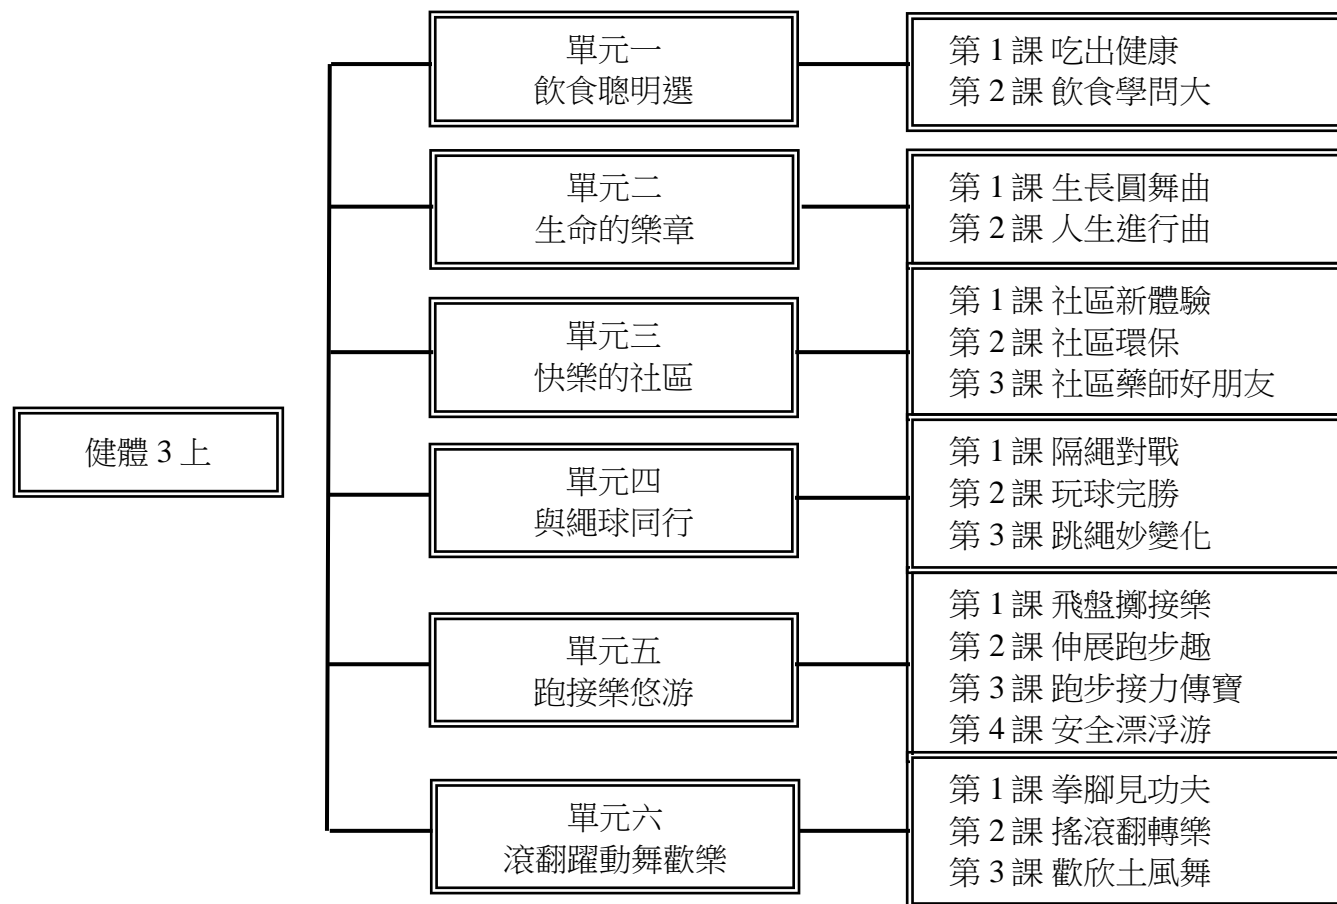 健體 3 上
單元一
飲食聰明選
第 1 課 吃出健康
第 2 課 飲食學問大
單元二
生命的樂章
第 1 課 生長圓舞曲
第 2 課 人生進行曲
單元三
快樂的社區
第 1 課 社區新體驗
第 2 課 社區環保
第 3 課 社區藥師好朋友
單元四
與繩球同行
第 1 課 隔繩對戰
第 2 課 玩球完勝
第 3 課 跳繩妙變化
單元五
跑接樂悠游
第 1 課 飛盤擲接樂
第 2 課 伸展跑步趣
第 3 課 跑步接力傳寶
第 4 課 安全漂浮游
單元六
滾翻躍動舞歡樂
第 1 課 拳腳見功夫
第 2 課 搖滾翻轉樂
第 3 課 歡欣土風舞